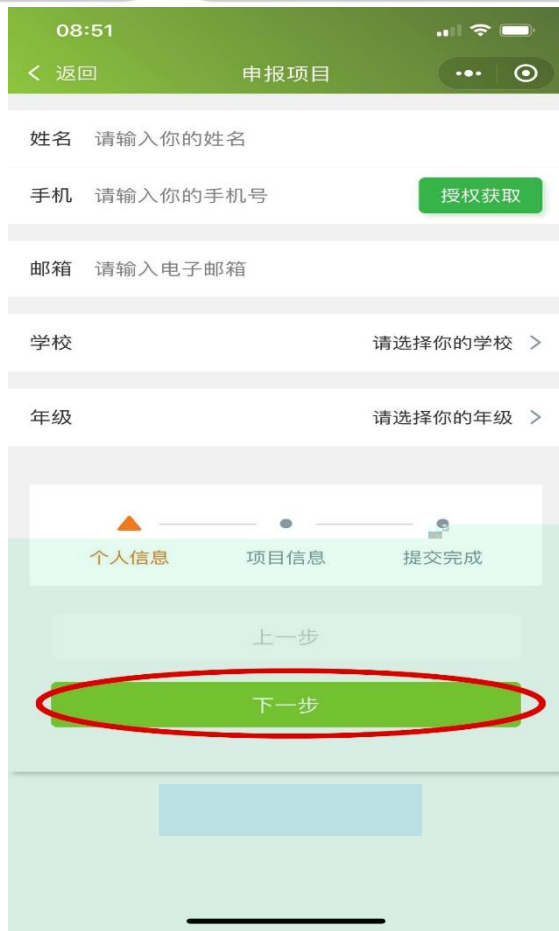 08:51
返回 申报项目
姓名 请输入你的姓名
手机 请输入你的手机号 授权获取
邮箱 请输入电子邮箱
学校 请选择你的学校
年级 请选择你的年级
个人信息 项目信息 提交完成
上一步
下一步